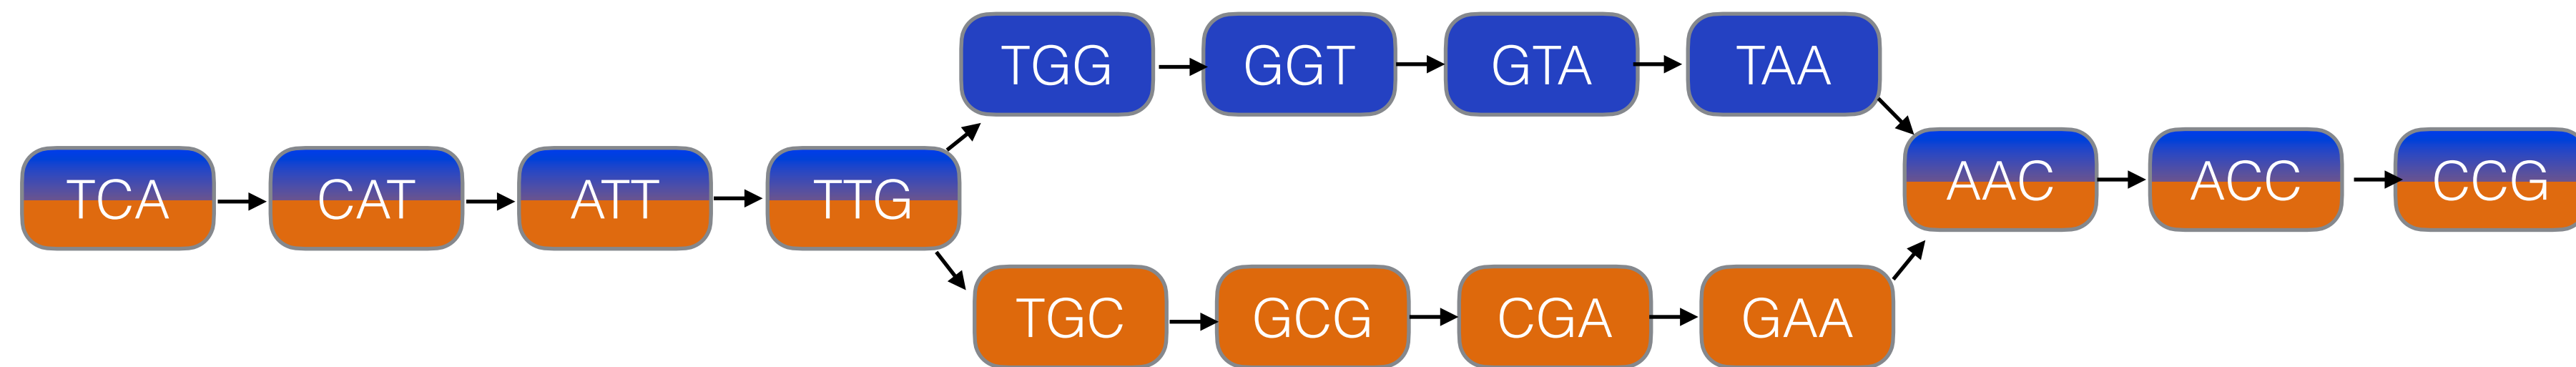 TGG GGT GTA TAA
TCA CAT ATT TTG AAC ACC CCG
TGC GCG CGA GAA